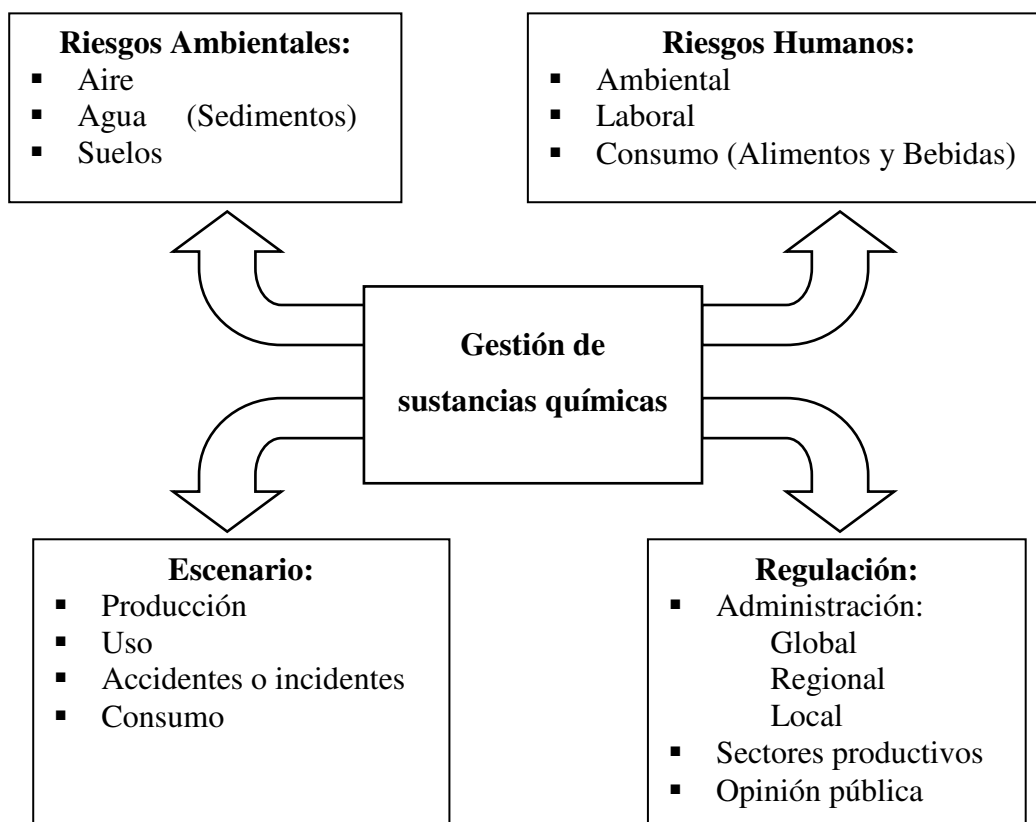 Riesgos Ambientales:
▪ Aire
▪ Agua (Sedimentos)
▪ Suelos
Riesgos Humanos:
▪ Ambiental
▪ Laboral
▪ Consumo (Alimentos y Bebidas)
Gestión de
sustancias químicas
Escenario:
▪ Producción
▪ Uso
▪ Accidentes o incidentes
▪ Consumo
Regulación:
▪ Administración:
Global
Regional
Local
▪ Sectores productivos
▪ Opinión pública